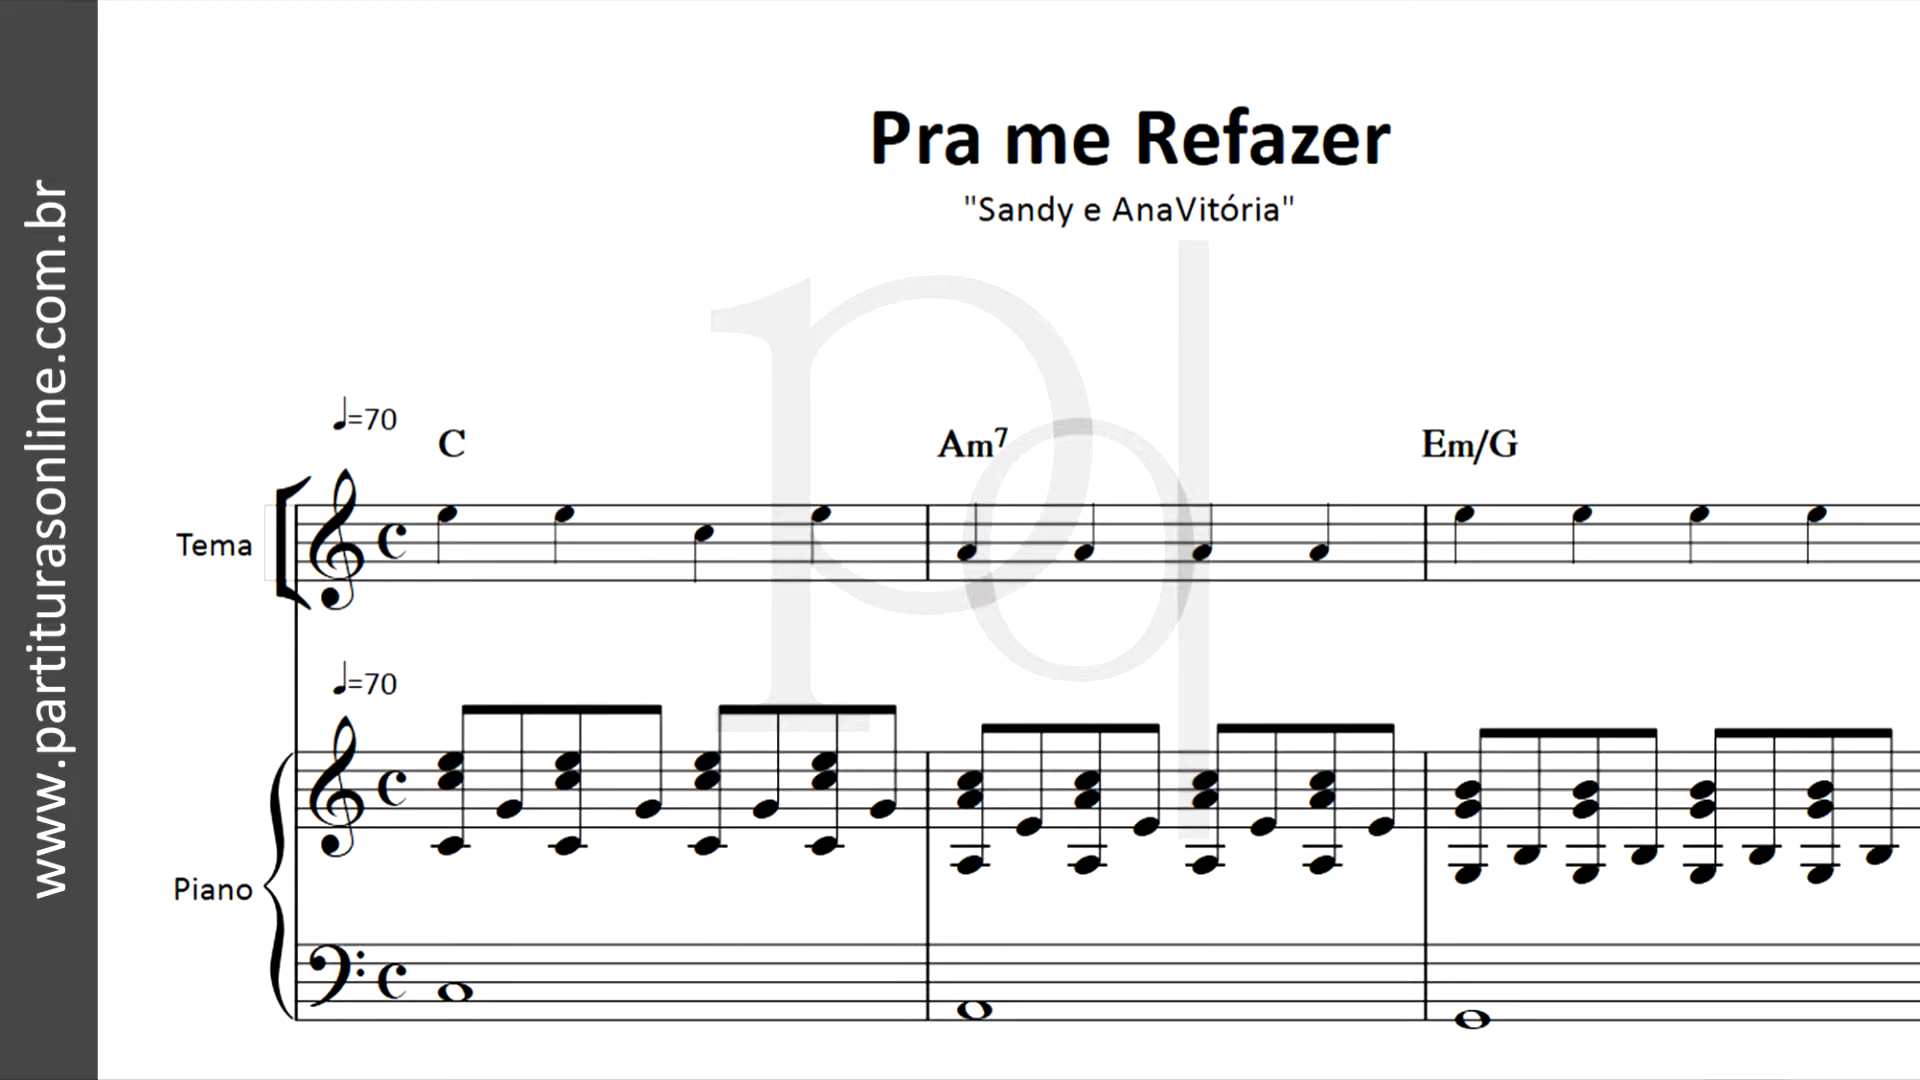 www.partiturasonline.com.br
Pra me Refazer
"Sandy e AnaVitória"
♩=70
C Am7 Em/G
Tema
♩=70
Piano